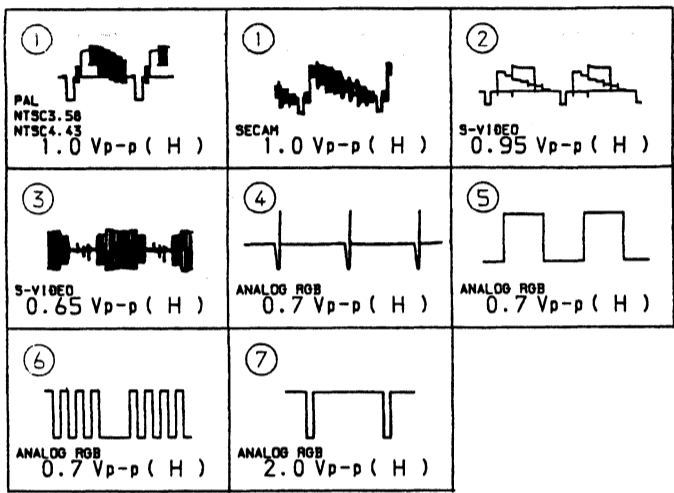 1
PAL
NTSC3.58
NTSC4.43
1.0 Vp-p ( H )
1
SECAM
1.0 Vp-p ( H )
2
S-VIDEO
0.95 Vp-p ( H )
3
S-VIDEO
0.65 Vp-p ( H )
4
ANALOG RGB
0.7 Vp-p ( H )
5
ANALOG RGB
0.7 Vp-p ( H )
6
ANALOG RGB
0.7 Vp-p ( H )
7
ANALOG RGB
2.0 Vp-p ( H )